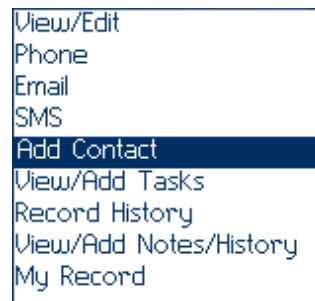 View/Edit
Phone
Email
SMS
Add Contact
View/Add Tasks
Record History
View/Add Notes/History
My Record